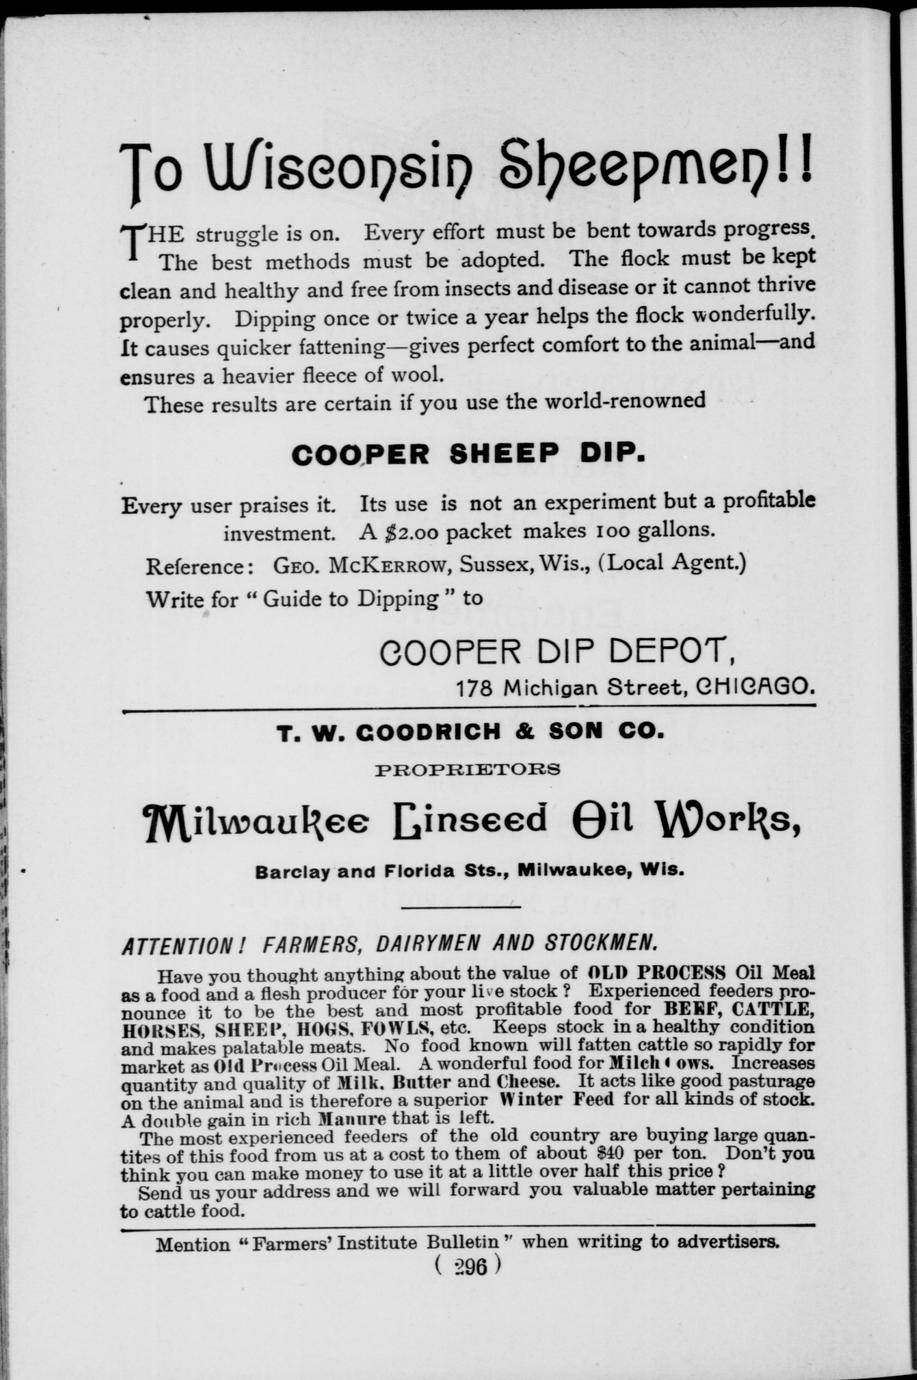 To Wisconsin Sheepmen!!
THE struggle is on. Every effort must be bent towards progress.
The best methods must be adopted. The flock must be kept
clean and healthy and free from insects and disease or it cannot thrive
properly. Dipping once or twice a year helps the flock wonderfully.
It causes quicker fattening—gives perfect comfort to the animal—and
ensures a heavier fleece of wool.
These results are certain if you use the world-renowned
COOPER SHEEP DIP.
Every user praises it. Its use is not an experiment but a profitable
investment. A $2.00 packet makes 100 gallons.
Reference: GEO. MCKERROW, Sussex, Wis., (Local Agent.)
Write for "Guide to Dipping" to
COOPER DIP DEPOT,
178 Michigan Street, CHICAGO.
T. W. GOODRICH & SON CO.
PROPRIETORS
Milwaukee Linseed Oil Works,
Barclay and Florida Sts., Milwaukee, Wis.
ATTENTION! FARMERS, DAIRYMEN AND STOCKMEN.
Have you thought anything about the value of OLD PROCESS Oil Meal
as a food and a flesh producer for your live stock? Experienced feeders pro-
nounce it to be the best and most profitable food for BEEF, CATTLE,
HORSES, SHEEP, HOGS, FOWLS, etc. Keeps stock in a healthy condition
and makes palatable meats. No food known will fatten cattle so rapidly for
market as Old Process Oil Meal. A wonderful food for Milch Cows. Increases
quantity and quality of Milk, Butter and Cheese. It acts like good pasturage
on the animal and is therefore a superior Winter Feed for all kinds of stock.
A double gain in rich Manure that is left.
The most experienced feeders of the old country are buying large quan-
tites of this food from us at a cost to them of about $40 per ton. Don't you
think you can make money to use it at a little over half this price?
Send us your address and we will forward you valuable matter pertaining
to cattle food.
Mention "Farmers' Institute Bulletin" when writing to advertisers.
(296)